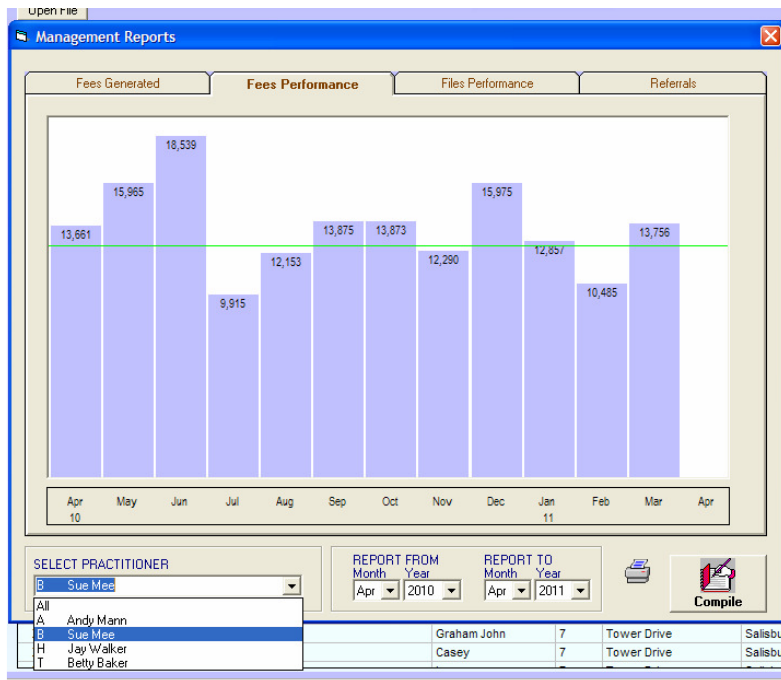 Open File
Management Reports
Fees Generated Fees Performance Files Performance Referrals
18,539
15,965 15,975
13,661 13,875 13,873 13,756
12,153 12,290 12,857
9,915 10,485
Apr May Jun Jul Aug Sep Oct Nov Dec Jan Feb Mar Apr
10 11
SELECT PRACTITIONER
B Sue Mee
All
A Andy Mann
B Sue Mee
H Jay Walker
T Betty Baker
REPORT FROM REPORT TO
Month Year Month Year
Apr 2010 Apr 2011
Compile
Graham John 7 Tower Drive Salisbu
Casey 7 Tower Drive Salisbu